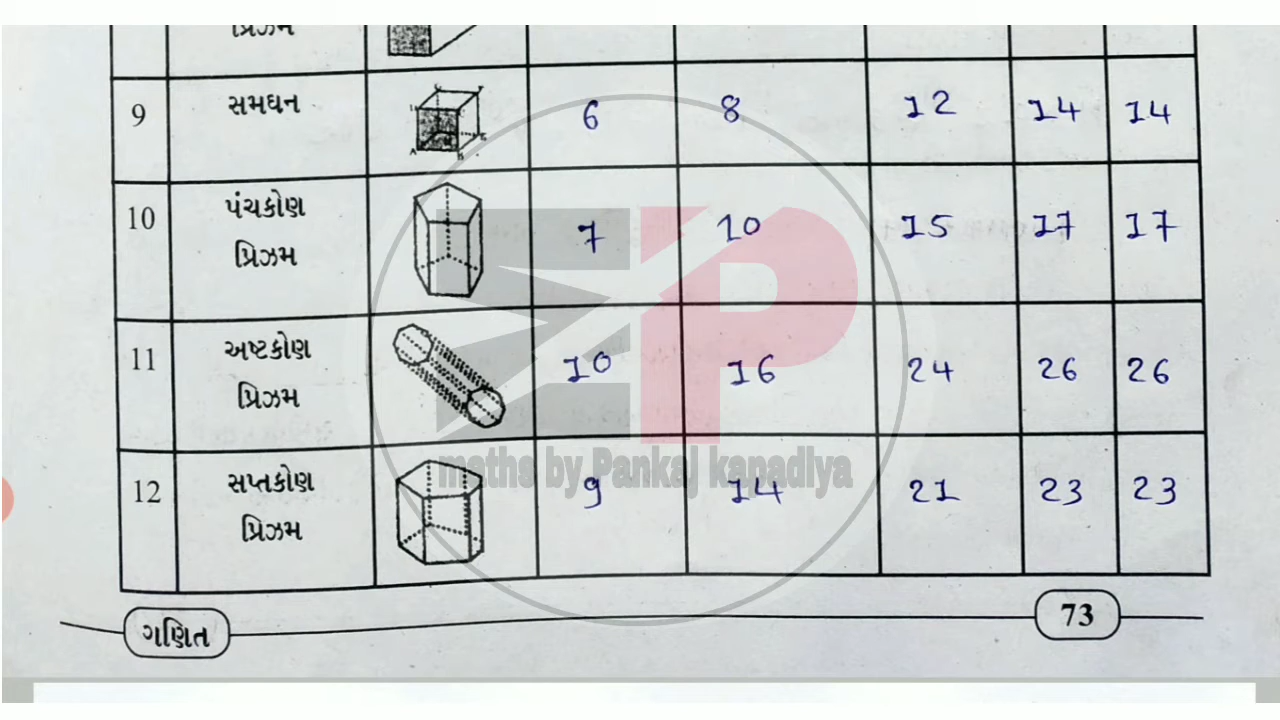 પ્રિઝમ
9 સમઘન 6 8 12 14 14
10 પંચકોણ
પ્રિઝમ 7 10 15 17 17
11 અષ્ટકોણ
પ્રિઝમ 10 16 24 26 26
12 સપ્તકોણ
પ્રિઝમ 9 14 21 23 23
maths by Pankaj kapadiya
ગણિત 73